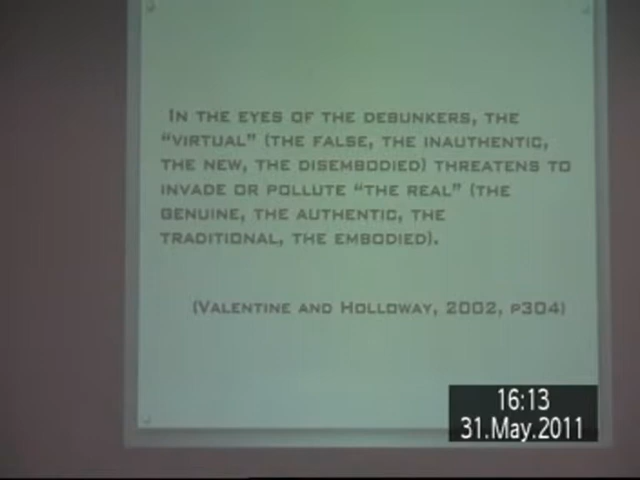 In the eyes of the debunkers, the
“virtual” (the false, the inauthentic,
the new, the disembodied) threatens to
invade or pollute “the real” (the
genuine, the authentic, the
traditional, the embodied).
(Valentine and Holloway, 2002, p304)
16:13
31.May.2011